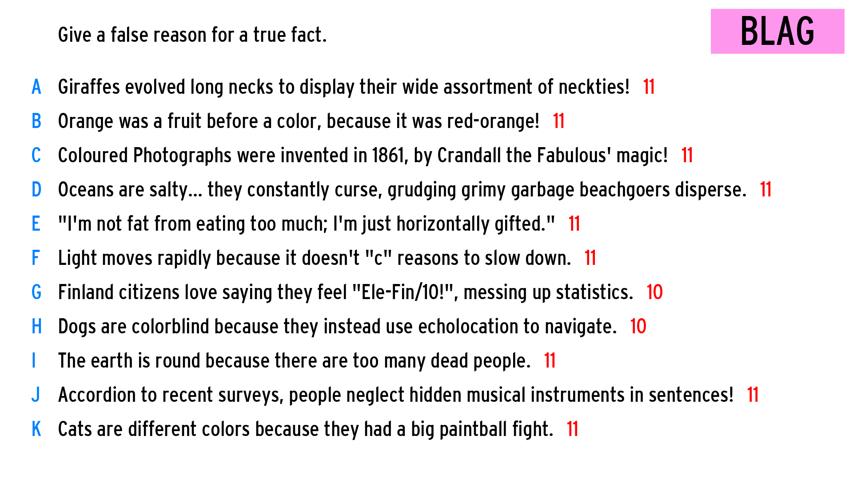 Give a false reason for a true fact.
BLAG
A Giraffes evolved long necks to display their wide assortment of neckties! 11
B Orange was a fruit before a color, because it was red-orange! 11
C Coloured Photographs were invented in 1861, by Crandall the Fabulous' magic! 11
D Oceans are salty... they constantly curse, grudging grimy garbage beachgoers disperse. 11
E "I'm not fat from eating too much; I'm just horizontally gifted." 11
F Light moves rapidly because it doesn't "c" reasons to slow down. 11
G Finland citizens love saying they feel "Ele-Fin/10!", messing up statistics. 10
H Dogs are colorblind because they instead use echolocation to navigate. 10
I The earth is round because there are too many dead people. 11
J Accordion to recent surveys, people neglect hidden musical instruments in sentences! 11
K Cats are different colors because they had a big paintball fight. 11